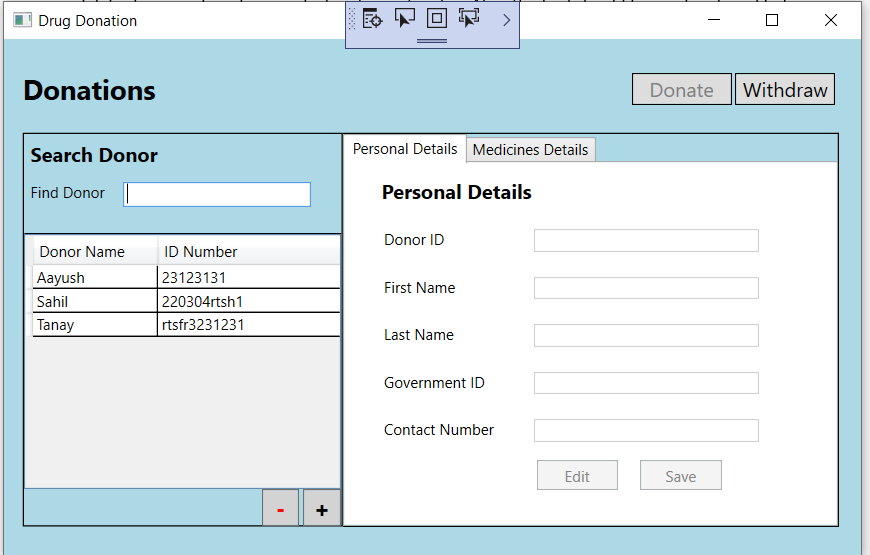 Drug Donation
Donations
Donate Withdraw
Search Donor
Find Donor
Donor Name ID Number
Aayush 23123131
Sahil 220304rtsh1
Tanay rtsfr3231231
- +
Personal Details Medicines Details
Personal Details
Donor ID
First Name
Last Name
Government ID
Contact Number
Edit Save